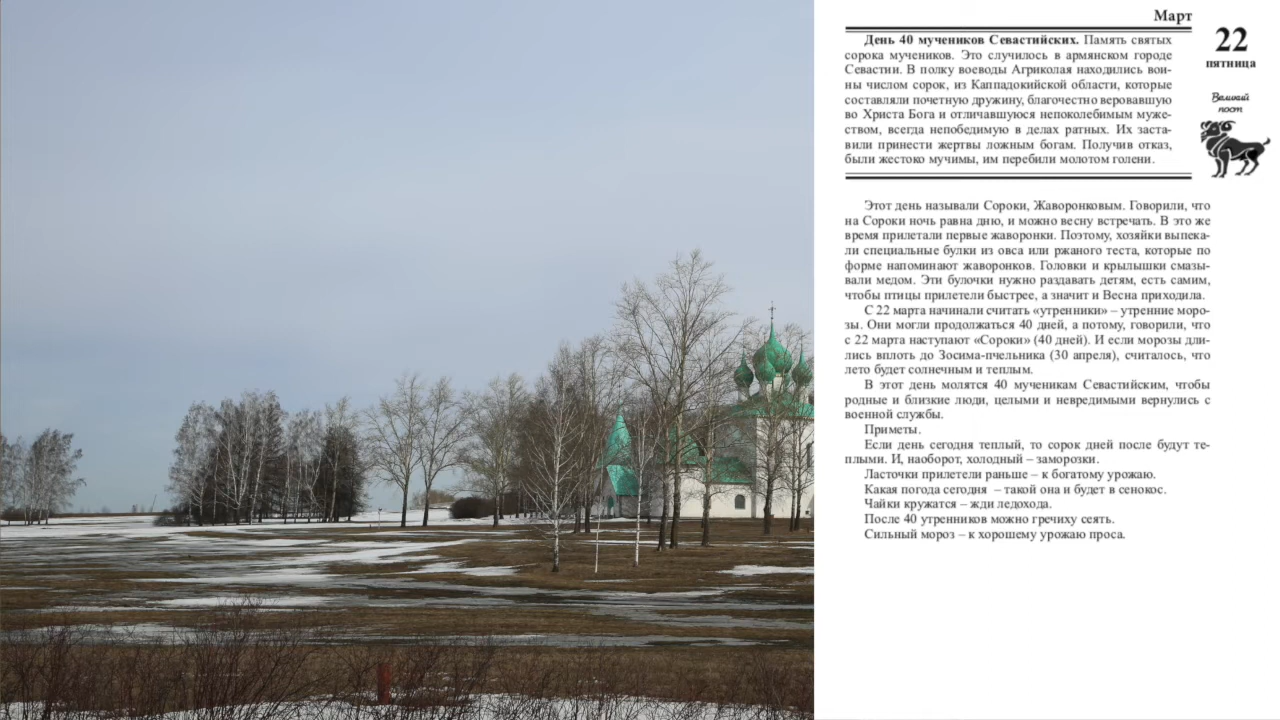 Март
22
пятница
Великий
пост
День 40 мучеников Севастийских. Память святых
сорока мучеников. Это случилось в армянском городе
Севастии. В полку воеводы Агриколая находились вои-
ны числом сорок, из Каппадокийской области, которые
составляли почетную дружину, благочестно веровавшую
во Христа Бога и отличавшуюся непоколебимым муже-
ством, всегда непобедимую в делах ратных. Их заста-
вили принести жертвы ложным богам. Получив отказ,
были жестоко мучимы, им перебили молотом голени.
Этот день называли Сороки, Жаворонковым. Говорили, что
на Сороки ночь равна дню, и можно весну встречать. В это же
время прилетали первые жаворонки. Поэтому, хозяйки выпека-
ли специальные булки из овса или ржаного теста, которые по
форме напоминают жаворонков. Головки и крылышки смазы-
вали медом. Эти булочки нужно раздавать детям, есть самим,
чтобы птицы прилетели быстрее, а значит и Весна приходила.
С 22 марта начинали считать «утренники» – утренние моро-
зы. Они могли продолжаться 40 дней, а потому, говорили, что
с 22 марта наступают «Сороки» (40 дней). И если морозы дли-
лись вплоть до Зосима-пчельника (30 апреля), считалось, что
лето будет солнечным и теплым.
В этот день молятся 40 мученикам Севастийским, чтобы
родные и близкие люди, целыми и невредимыми вернулись с
военной службы.
Приметы.
Если день сегодня теплый, то сорок дней после будут те-
плыми. И, наоборот, холодный – заморозки.
Ласточки прилетели раньше – к богатому урожаю.
Какая погода сегодня – такой она и будет в сенокос.
Чайки кружатся – жди ледохода.
После 40 утренников можно гречиху сеять.
Сильный мороз – к хорошему урожаю проса.